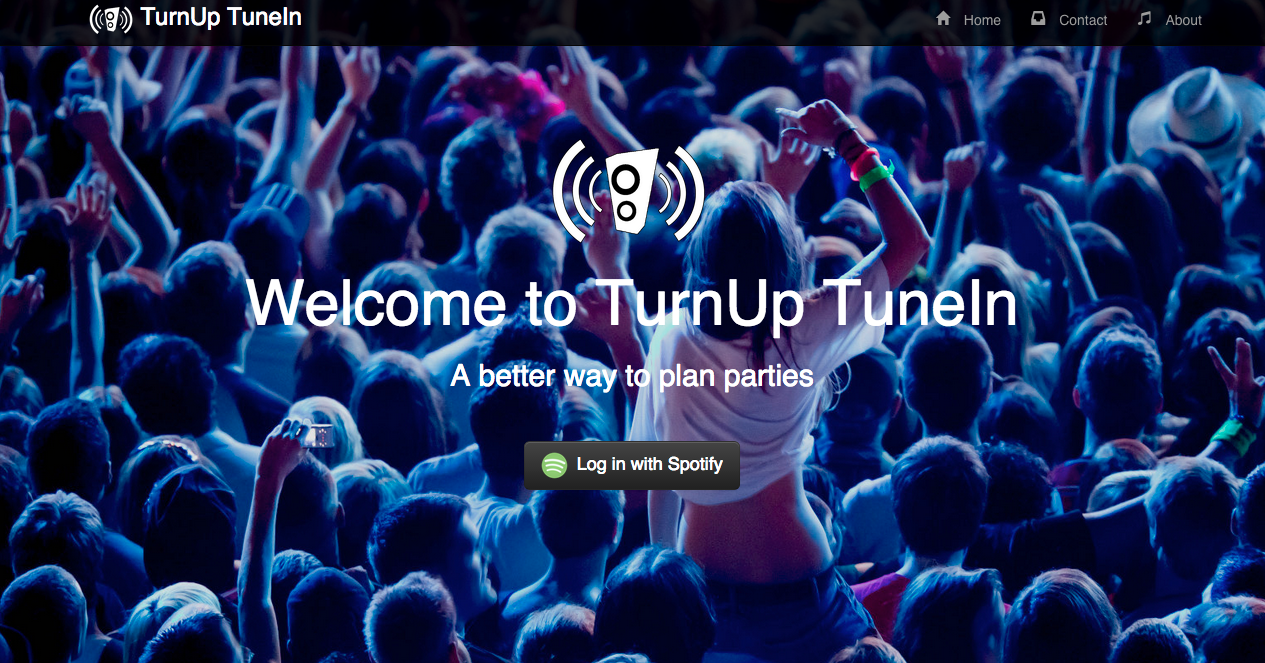 TurnUp TuneIn
Home
Contact
About
Welcome to TurnUp TuneIn
A better way to plan parties
Log in with Spotify